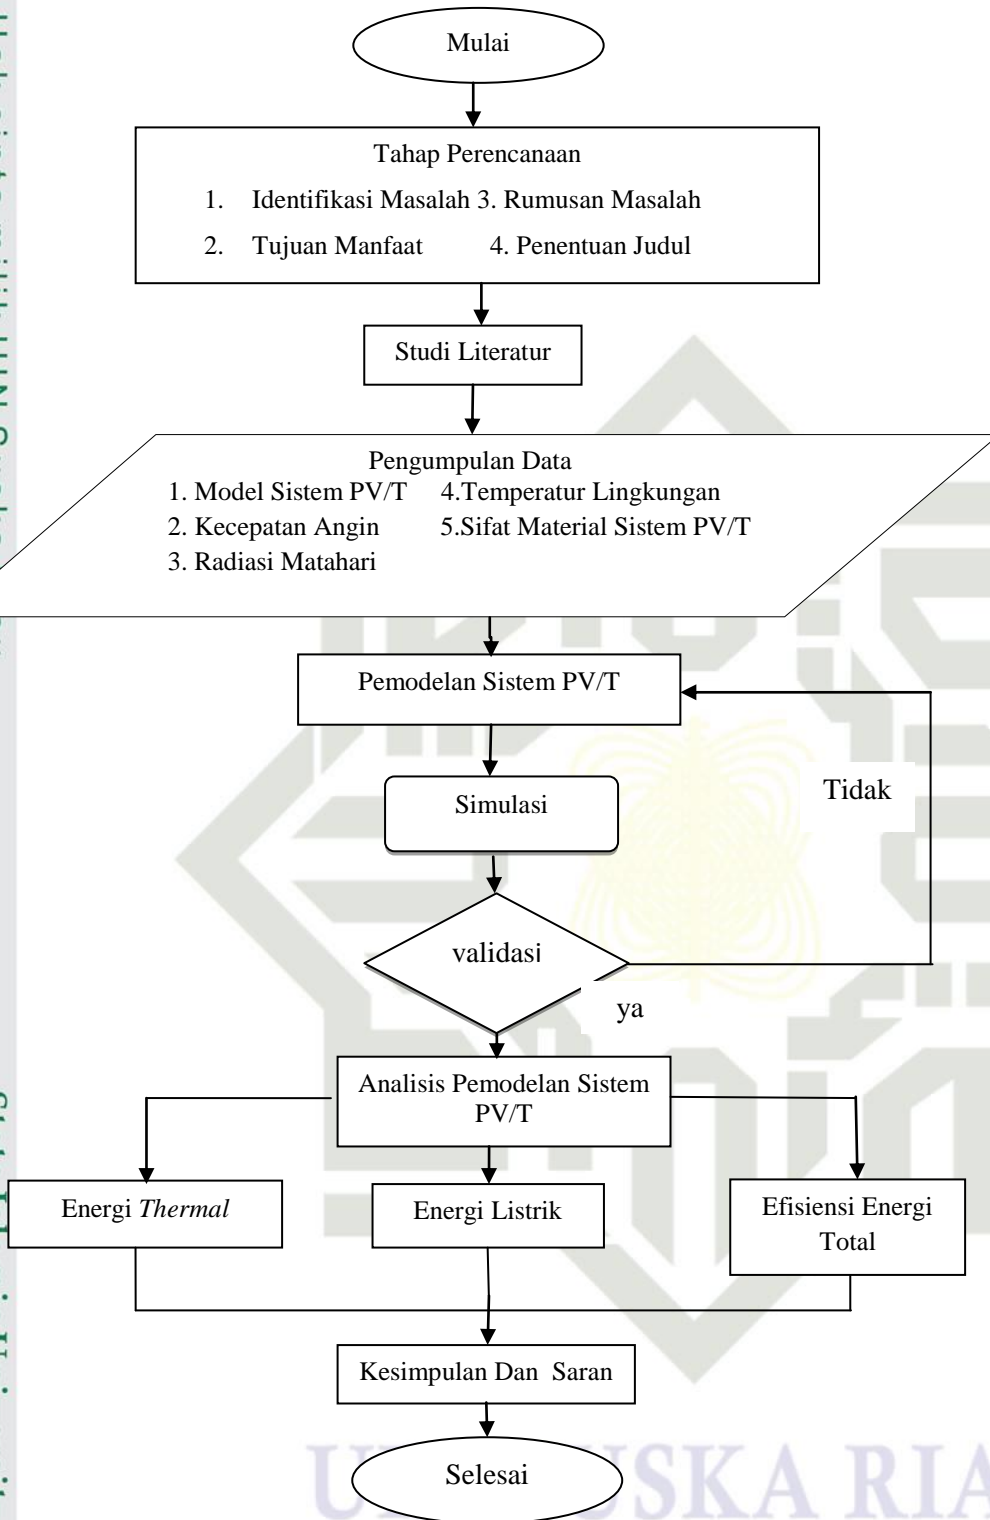 Mulai
Tahap Perencanaan
1. Identifikasi Masalah 3. Rumusan Masalah
2. Tujuan Manfaat 4. Penentuan Judul
Studi Literatur
Pengumpulan Data
1. Model Sistem PV/T 4.Temperatur Lingkungan
2. Kecepatan Angin 5.Sifat Material Sistem PV/T
3. Radiasi Matahari
Pemodelan Sistem PV/T
Simulasi
Tidak
validasi
ya
Analisis Pemodelan Sistem
PV/T
Energi Thermal
Energi Listrik
Efisiensi Energi
Total
Kesimpulan Dan Saran
Selesai
SKA RIA